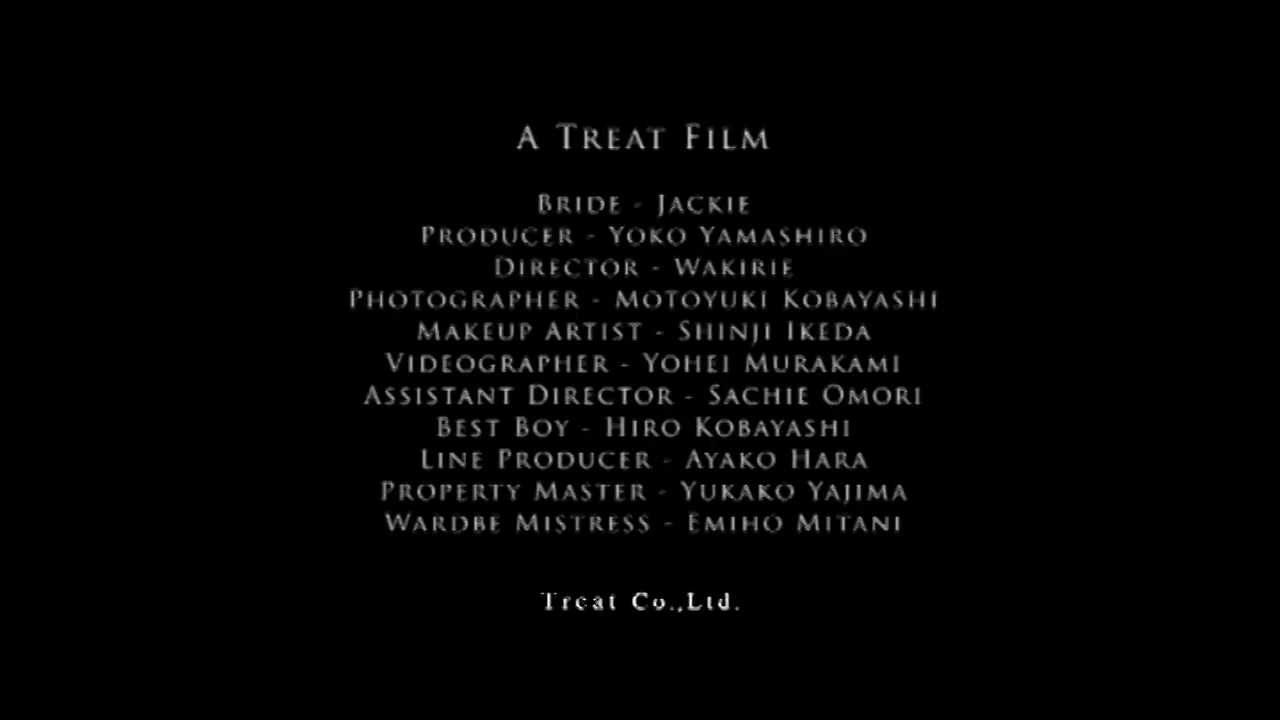 A TREAT FILM
BRIDE - JACKIE
PRODUCER - YOKO YAMASHIRO
DIRECTOR - WAKIRIE
PHOTOGRAPHER - MOTOYUKI KOBAYASHI
MAKEUP ARTIST - SHINJI IKEDA
VIDEOGRAPHER - YOHEI MURAKAMI
ASSISTANT DIRECTOR - SACHIE OMORI
BEST BOY - HIRO KOBAYASHI
LINE PRODUCER - AYAKO HARA
PROPERTY MASTER - YUKAKO YAJIMA
WARDBE MISTRESS - EMIHO MITANI
Treat Co.,Ltd.